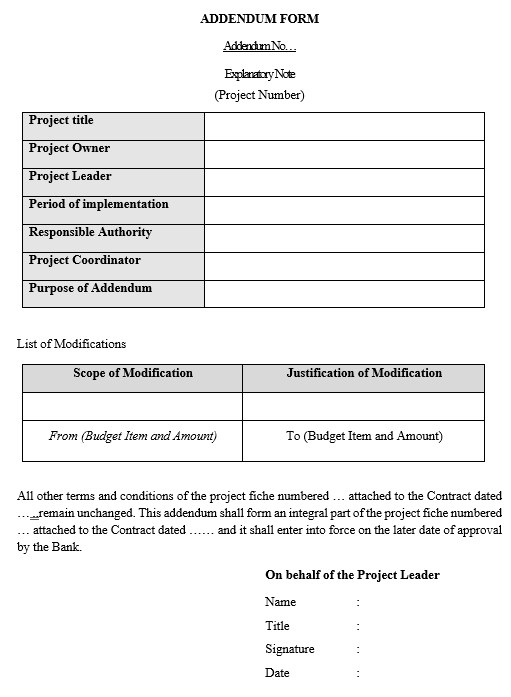 ADDENDUM FORM
Addendum No…
Explanatory Note
(Project Number)
Project title
Project Owner
Project Leader
Period of implementation
Responsible Authority
Project Coordinator
Purpose of Addendum
List of Modifications
Scope of Modification Justification of Modification
From (Budget Item and Amount) To (Budget Item and Amount)
All other terms and conditions of the project fiche numbered … attached to the Contract dated
…..,remain unchanged. This addendum shall form an integral part of the project fiche numbered
… attached to the Contract dated …… and it shall enter into force on the later date of approval
by the Bank.
On behalf of the Project Leader
Name :
Title :
Signature :
Date :